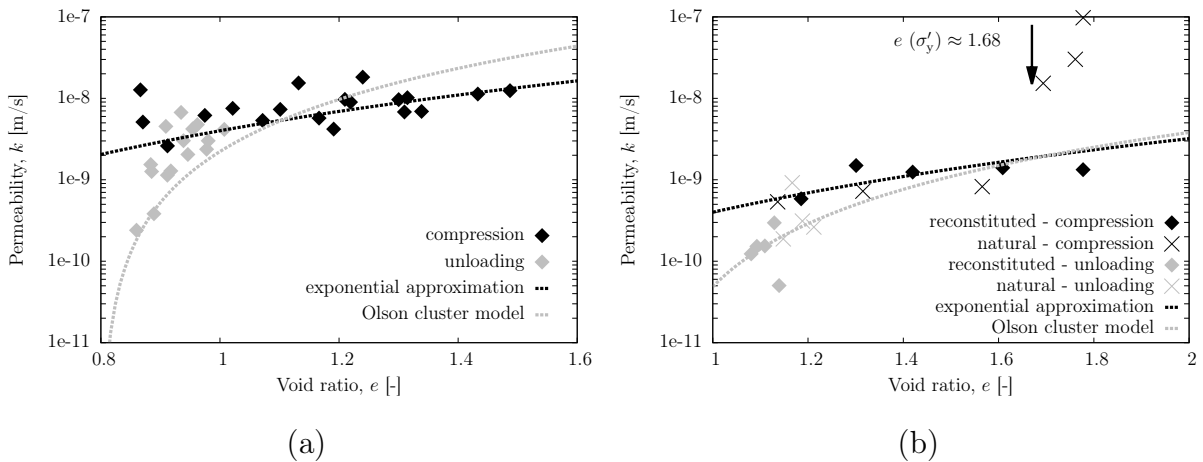 1e-7
1e-8
1e-9
1e-10
1e-11
Permeability, k [m/s]
compression
unloading
exponential approximation
Olson cluster model
0.8 1 1.2 1.4 1.6
Void ratio, e [-]
(a)
1e-7
1e-8
1e-9
1e-10
1e-11
Permeability, k [m/s]
e (σ′y) ≈ 1.68
reconstituted - compression
natural - compression
reconstituted - unloading
natural - unloading
exponential approximation
Olson cluster model
1 1.2 1.4 1.6 1.8 2
Void ratio, e [-]
(b)